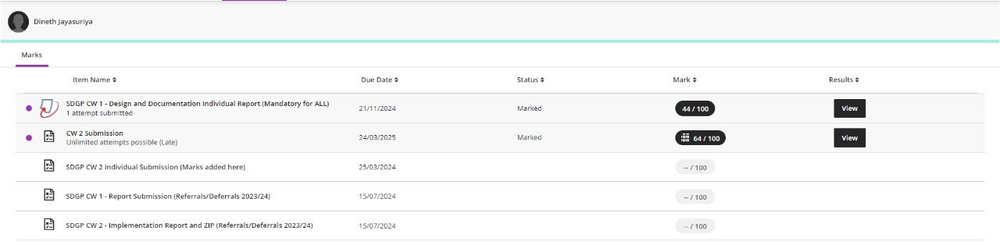 Dineth Jayasuriya
Marks
Item Name Due Date Status Mark Results
SDGP CW 1 - Design and Documentation Individual Report (Mandatory for ALL) 21/11/2024 Marked 44 / 100 View
1 attempt submitted
CW 2 Submission 24/03/2025 Marked 64 / 100 View
Unlimited attempts possible (Late)
SDGP CW 2 Individual Submission (Marks added here) 25/03/2024 -- / 100
SDGP CW 1 - Report Submission (Referrals/Deferrals 2023/24) 15/07/2024 -- / 100
SDGP CW 2 - Implementation Report and ZIP (Referrals/Deferrals 2023/24) 15/07/2024 -- / 100